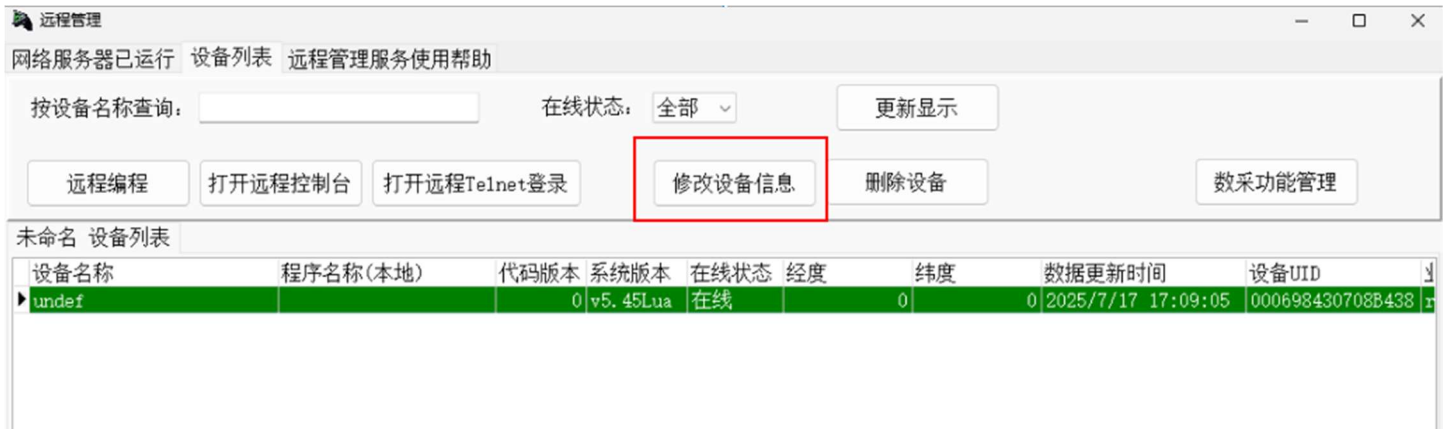 远程管理
网络服务器已运行 设备列表 远程管理服务使用帮助
按设备名称查询： 在线状态： 全部 更新显示
远程编程 打开远程控制台 打开远程Telnet登录 修改设备信息 删除设备 数采功能管理
未命名 设备列表
设备名称 程序名称(本地) 代码版本 系统版本 在线状态 经度 纬度 数据更新时间 设备UID
undef 0 v5.45Lua 在线 0 0 2025/7/17 17:09:05 000698430708B438